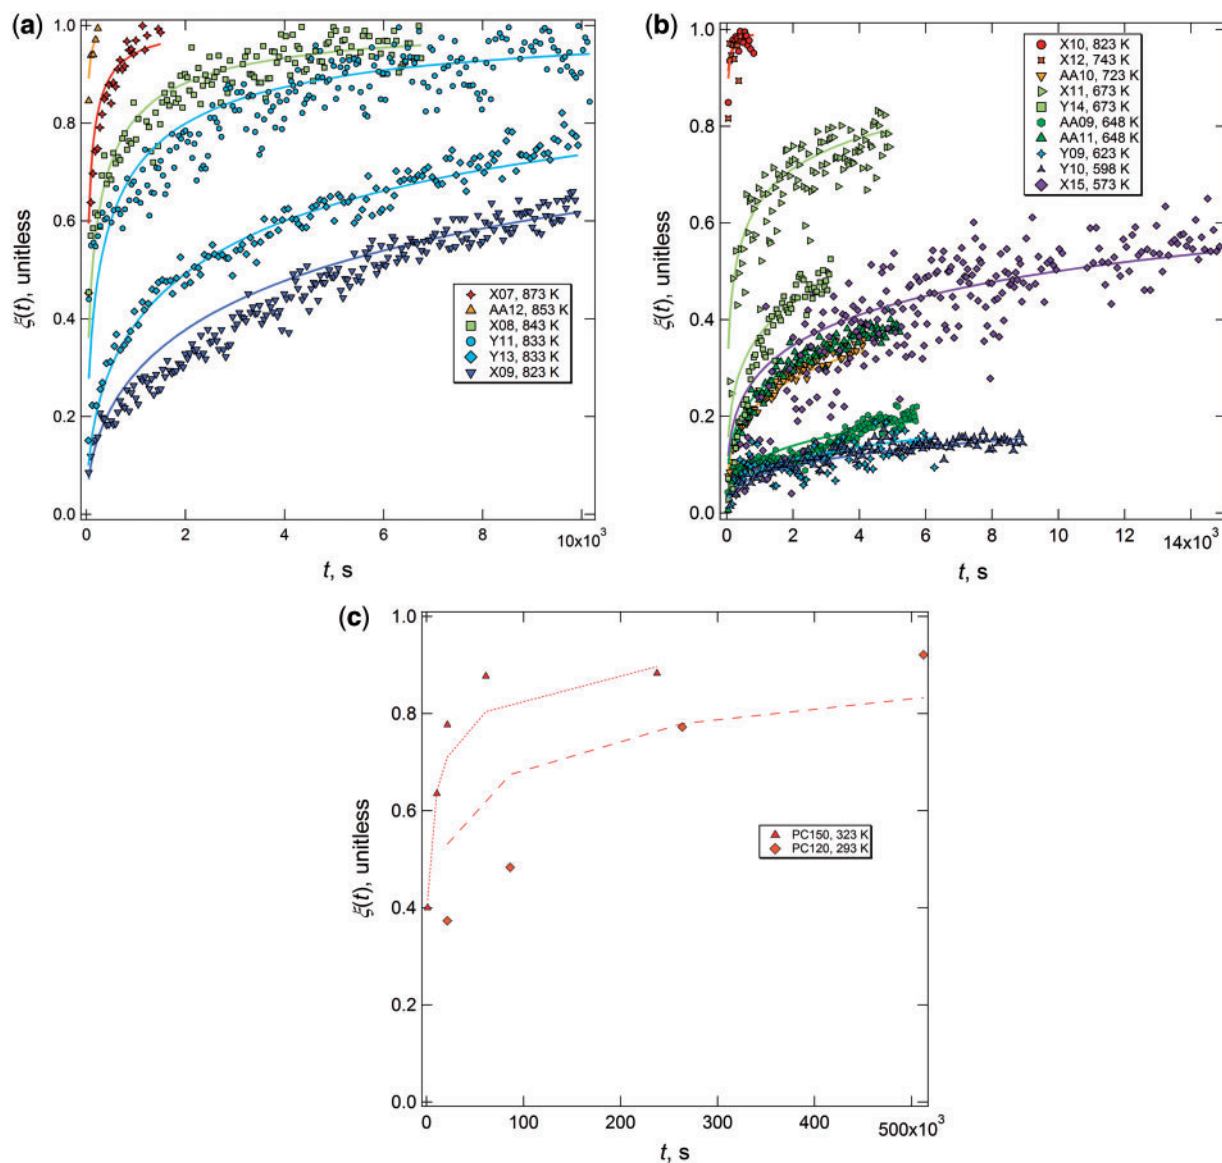 (a)
1.0
0.8
0.6
0.4
0.2
0.0
ξ(t), unitless
X07, 873 K
AA12, 853 K
X08, 843 K
Y11, 833 K
Y13, 833 K
X09, 823 K
0 2 4 6 8 10x10³
t, s
(b)
1.0
0.8
0.6
0.4
0.2
0.0
ξ(t), unitless
X10, 823 K
X12, 743 K
AA10, 723 K
X11, 673 K
Y14, 673 K
AA09, 648 K
AA11, 648 K
Y09, 623 K
Y10, 598 K
X15, 573 K
0 2 4 6 8 10 12 14x10³
t, s
(c)
1.0
0.8
0.6
0.4
0.2
0.0
ξ(t), unitless
PC150, 323 K
PC120, 293 K
0 100 200 300 400 500x10³
t, s